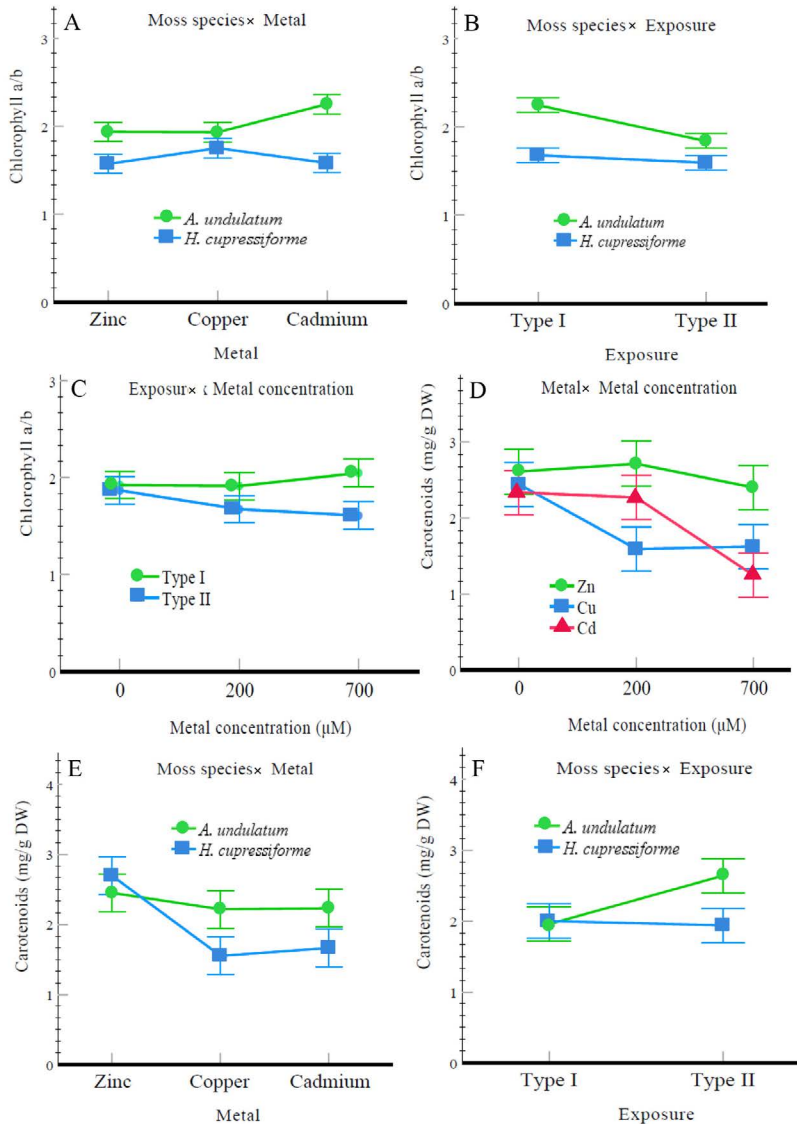 A
Moss species× Metal
Chlorophyll a/b
3
2
1
0
A. undulatum
H. cupressiforme
Zinc Copper Cadmium
Metal
B
Moss species× Exposure
Chlorophyll a/b
3
2
1
0
A. undulatum
H. cupressiforme
Type I Type II
Exposure
C
Exposur× Metal concentration
Chlorophyll a/b
3
2
1
0
Type I
Type II
0 200 700
Metal concentration (µM)
D
Metal× Metal concentration
Carotenoids (mg/g DW)
3
2
1
0
Zn
Cu
Cd
0 200 700
Metal concentration (µM)
E
Moss species× Metal
Carotenoids (mg/g DW)
4
3
2
1
0
A. undulatum
H. cupressiforme
Zinc Copper Cadmium
Metal
F
Moss species× Exposure
Carotenoids (mg/g DW)
4
3
2
1
0
A. undulatum
H. cupressiforme
Type I Type II
Exposure